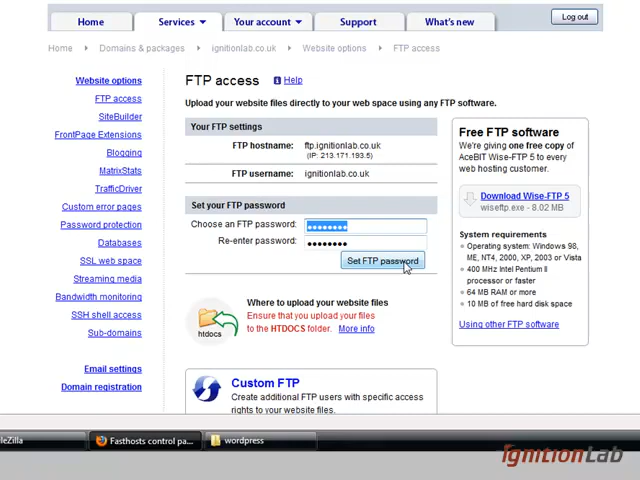 Home
Services
Your account
Support
What's new
Log out
Home
Domains & packages
ignitionlab.co.uk
Website options
FTP access
Website options
FTP access
SiteBuilder
FrontPage Extensions
Blogging
MatrixStats
TrafficDriver
Custom error pages
Password protection
Databases
SSL web space
Streaming media
Bandwidth monitoring
SSH shell access
Sub-domains
Email settings
Domain registration
FTP access
Help
Upload your website files directly to your web space using any FTP software.
Your FTP settings
FTP hostname: ftp.ignitionlab.co.uk
(IP: 213.171.193.5)
FTP username: ignitionlab.co.uk
Set your FTP password
Choose an FTP password:
Re-enter password:
Set FTP password
htdocs
Where to upload your website files
Ensure that you upload your files
to the HTDOCS folder. More info
Custom FTP
Create additional FTP users with specific access
rights to your website files.
Free FTP software
We're giving one free copy of
AceBIT Wise-FTP 5 to every
web hosting customer.
Download Wise-FTP 5
wiseftp.exe - 8.02 MB
System requirements
Operating system: Windows 98,
ME, NT4, 2000, XP, 2003 or Vista
400 MHz Intel Pentium II
processor or faster
64 MB RAM or more
10 MB of free hard disk space
Using other FTP software
leZilla
Fasthosts control pa...
wordpress
ignitionLab